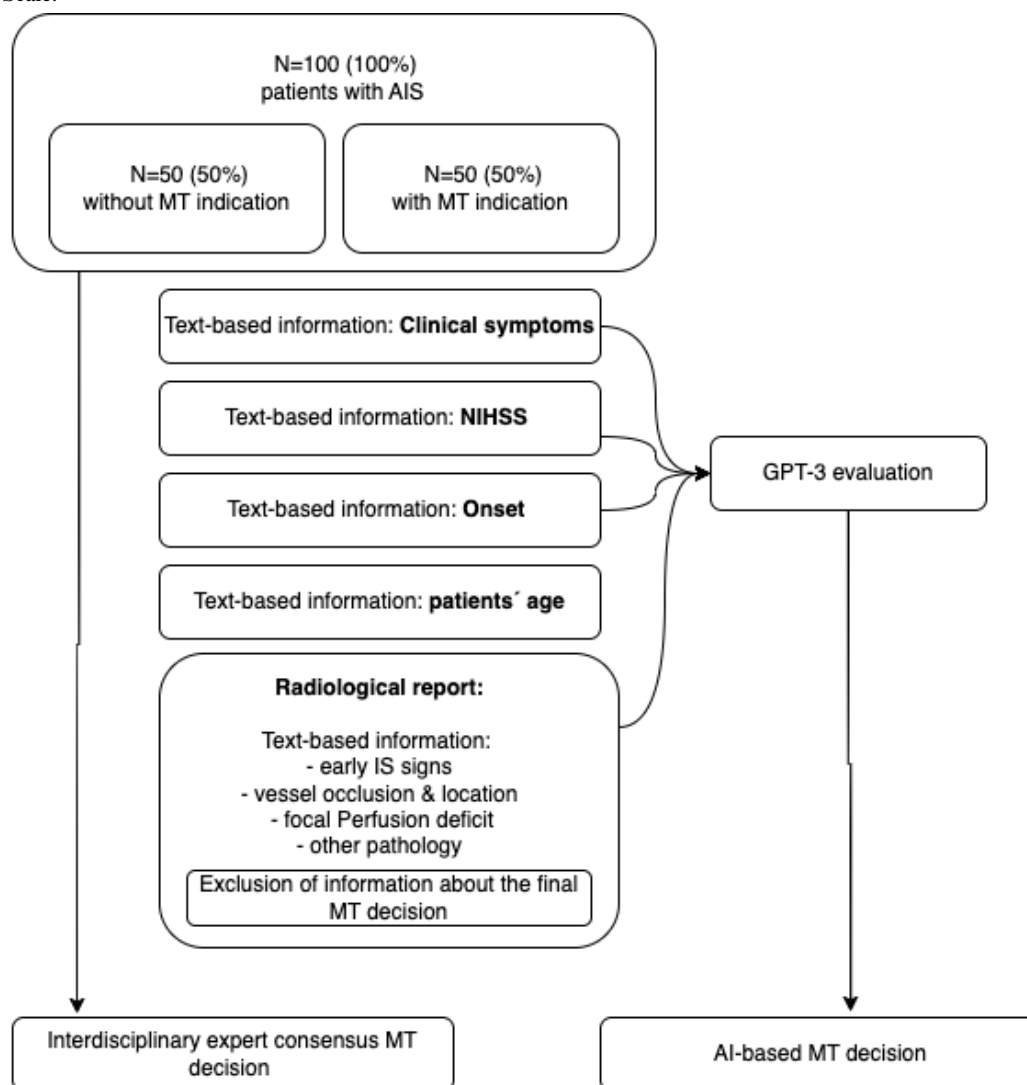 Scale.
N=100 (100%)
patients with AIS
N=50 (50%)
without MT indication
N=50 (50%)
with MT indication
Text-based information: Clinical symptoms
Text-based information: NIHSS
GPT-3 evaluation
Text-based information: Onset
Text-based information: patients´ age
Radiological report:
Text-based information:
- early IS signs
- vessel occlusion & location
- focal Perfusion deficit
- other pathology
Exclusion of information about the final
MT decision
Interdisciplinary expert consensus MT
decision
AI-based MT decision